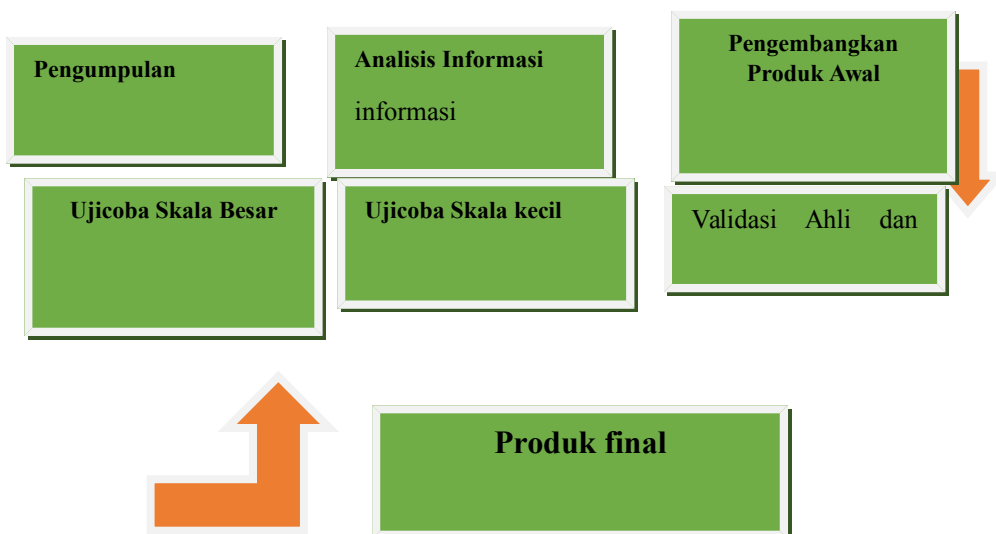 Pengumpulan
Analisis Informasi
informasi
Pengembangkan
Produk Awal
Ujicoba Skala Besar
Ujicoba Skala kecil
Validasi Ahli dan
Produk final